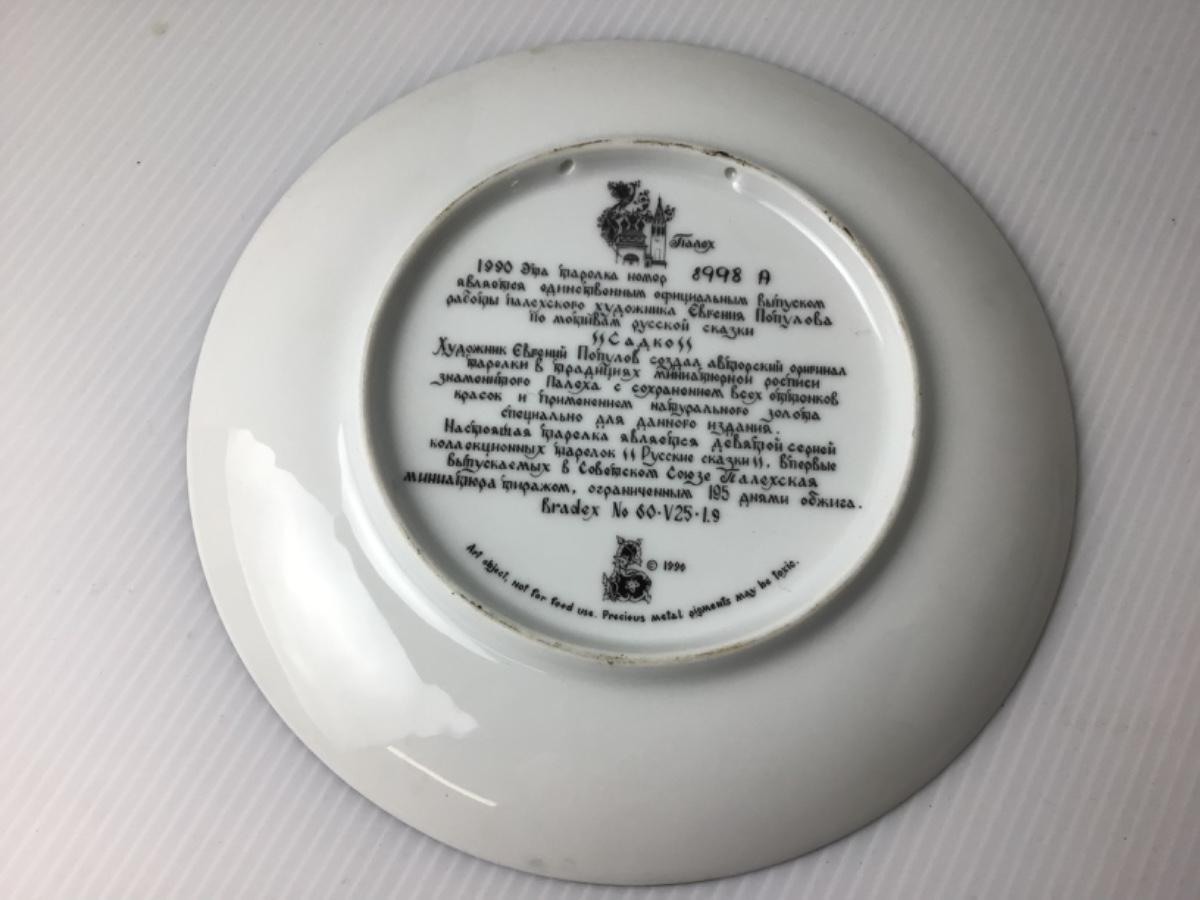 Палех
1990 Эта тарелка номер 8998 A
является единственным официальным выпуском
работы палехского художника Евгения Популова
по мотивам русской сказки
"Садко"
Художник Евгений Популов создал авторский оригинал
тарелки в традициях миниатюрной росписи
знаменитого Палеха с сохранением всех оттенков
красок и применением натурального золота
специально для данного издания.
Настоящая тарелка является девятой серией
коллекционных тарелок "Русские сказки". Впервые
выпускаемых в Советском Союзе Палехская
миниатюра тиражом, ограниченным 195 днями обжига.
Bradex No 60·V25·1.9
© 1990
Art object, not for food use. Precious metal pigments may be toxic.